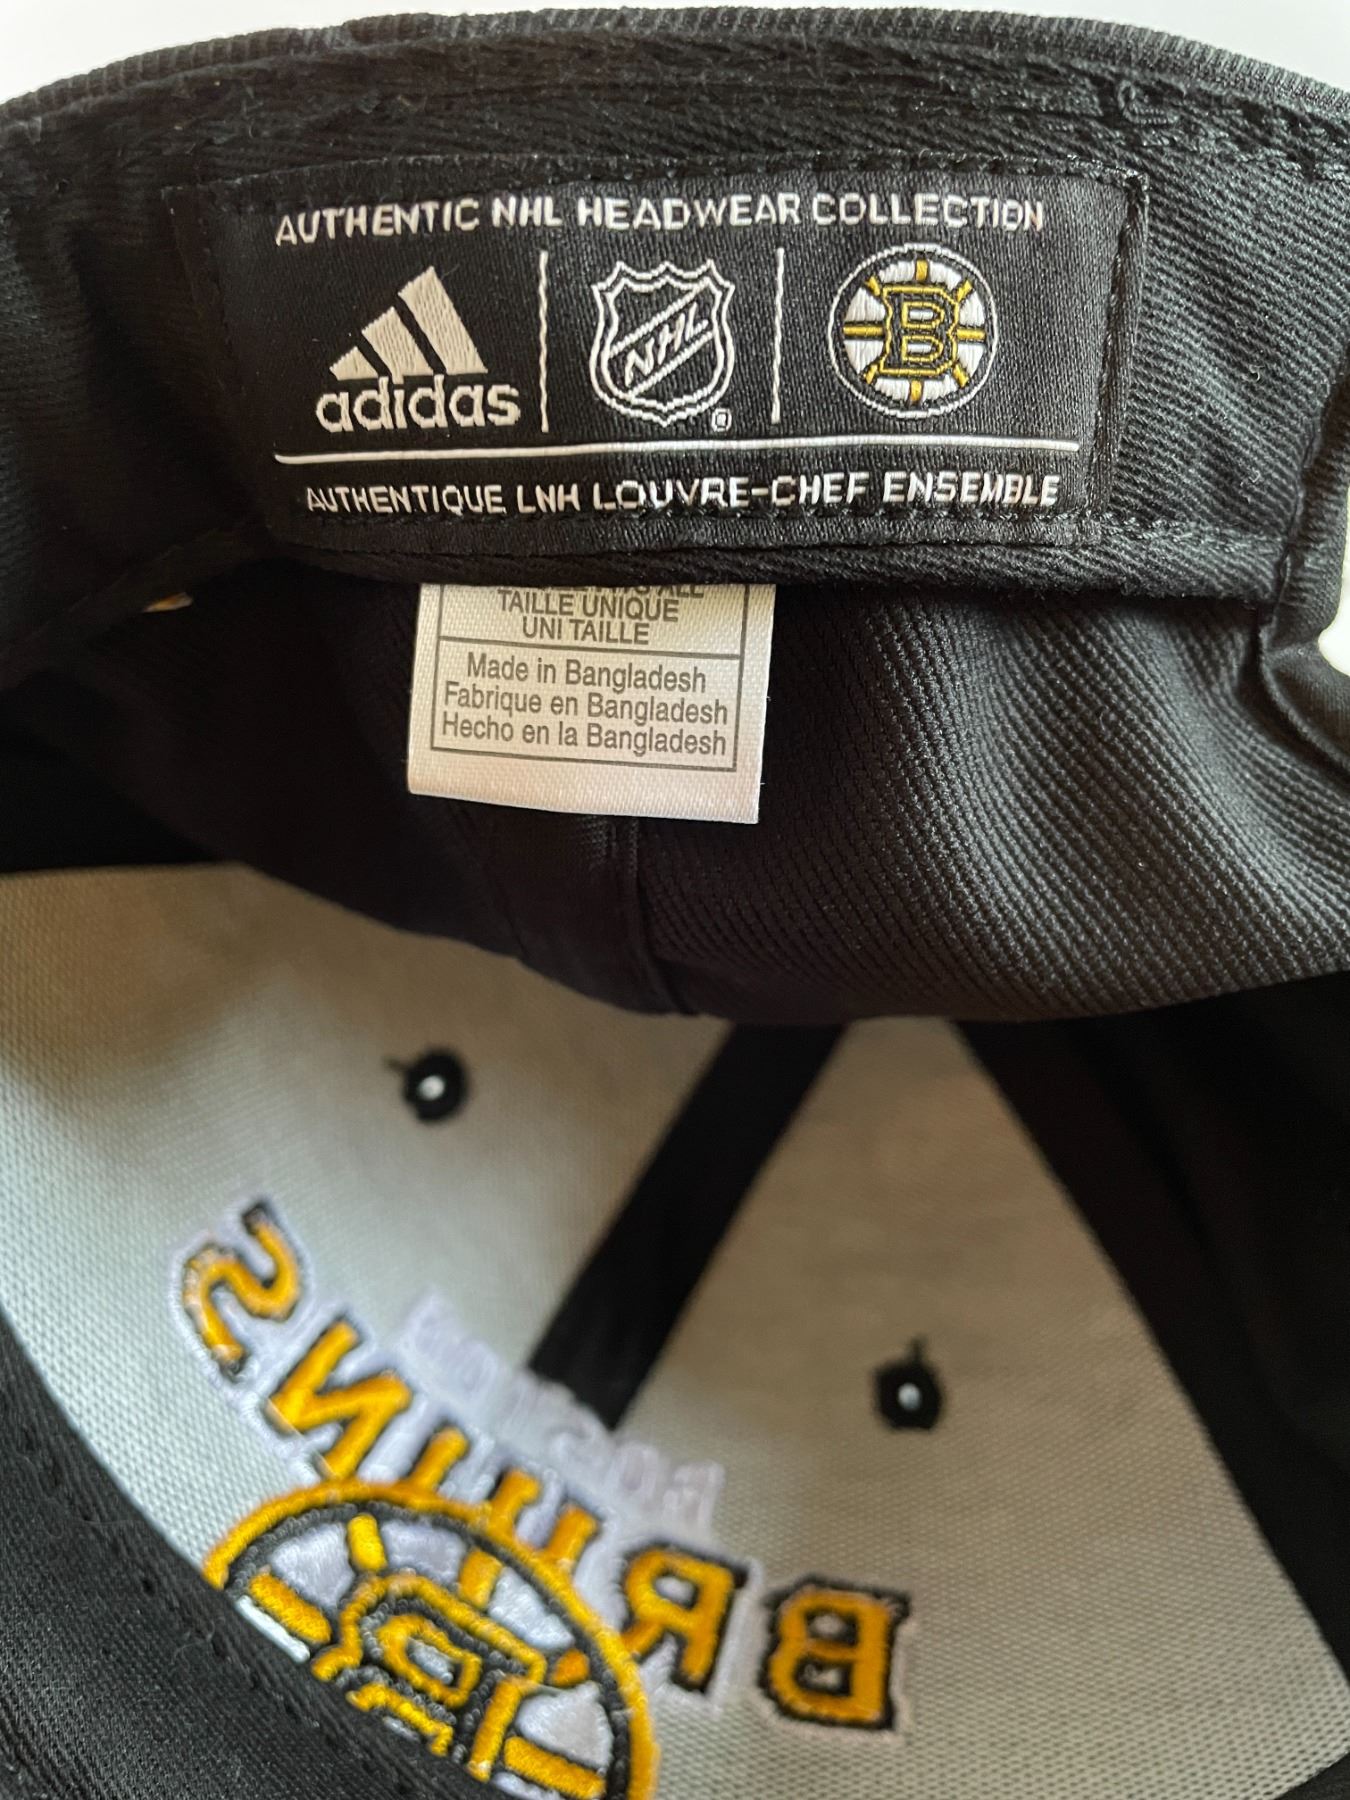 AUTHENTIC NHL HEADWEAR COLLECTION
adidas
NHL
B
AUTHENTIQUE LNH LOUVRE-CHEF ENSEMBLE
TAILLE UNIQUE
UNI TAILLE
Made in Bangladesh
Fabrique en Bangladesh
Hecho en la Bangladesh
BOSTON
BRUINS
B